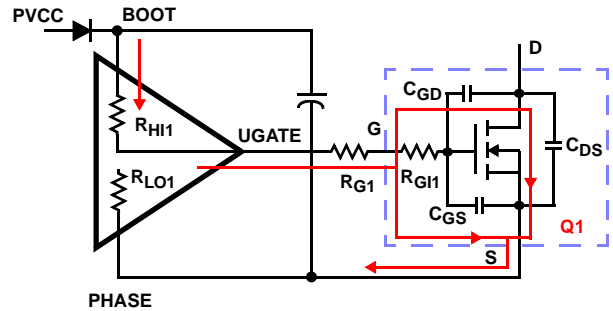 PVCC
BOOT
D
CGD
RHI1
UGATE
G
CDS
RLO1
RG1
RGI1
CGS
Q1
S
PHASE